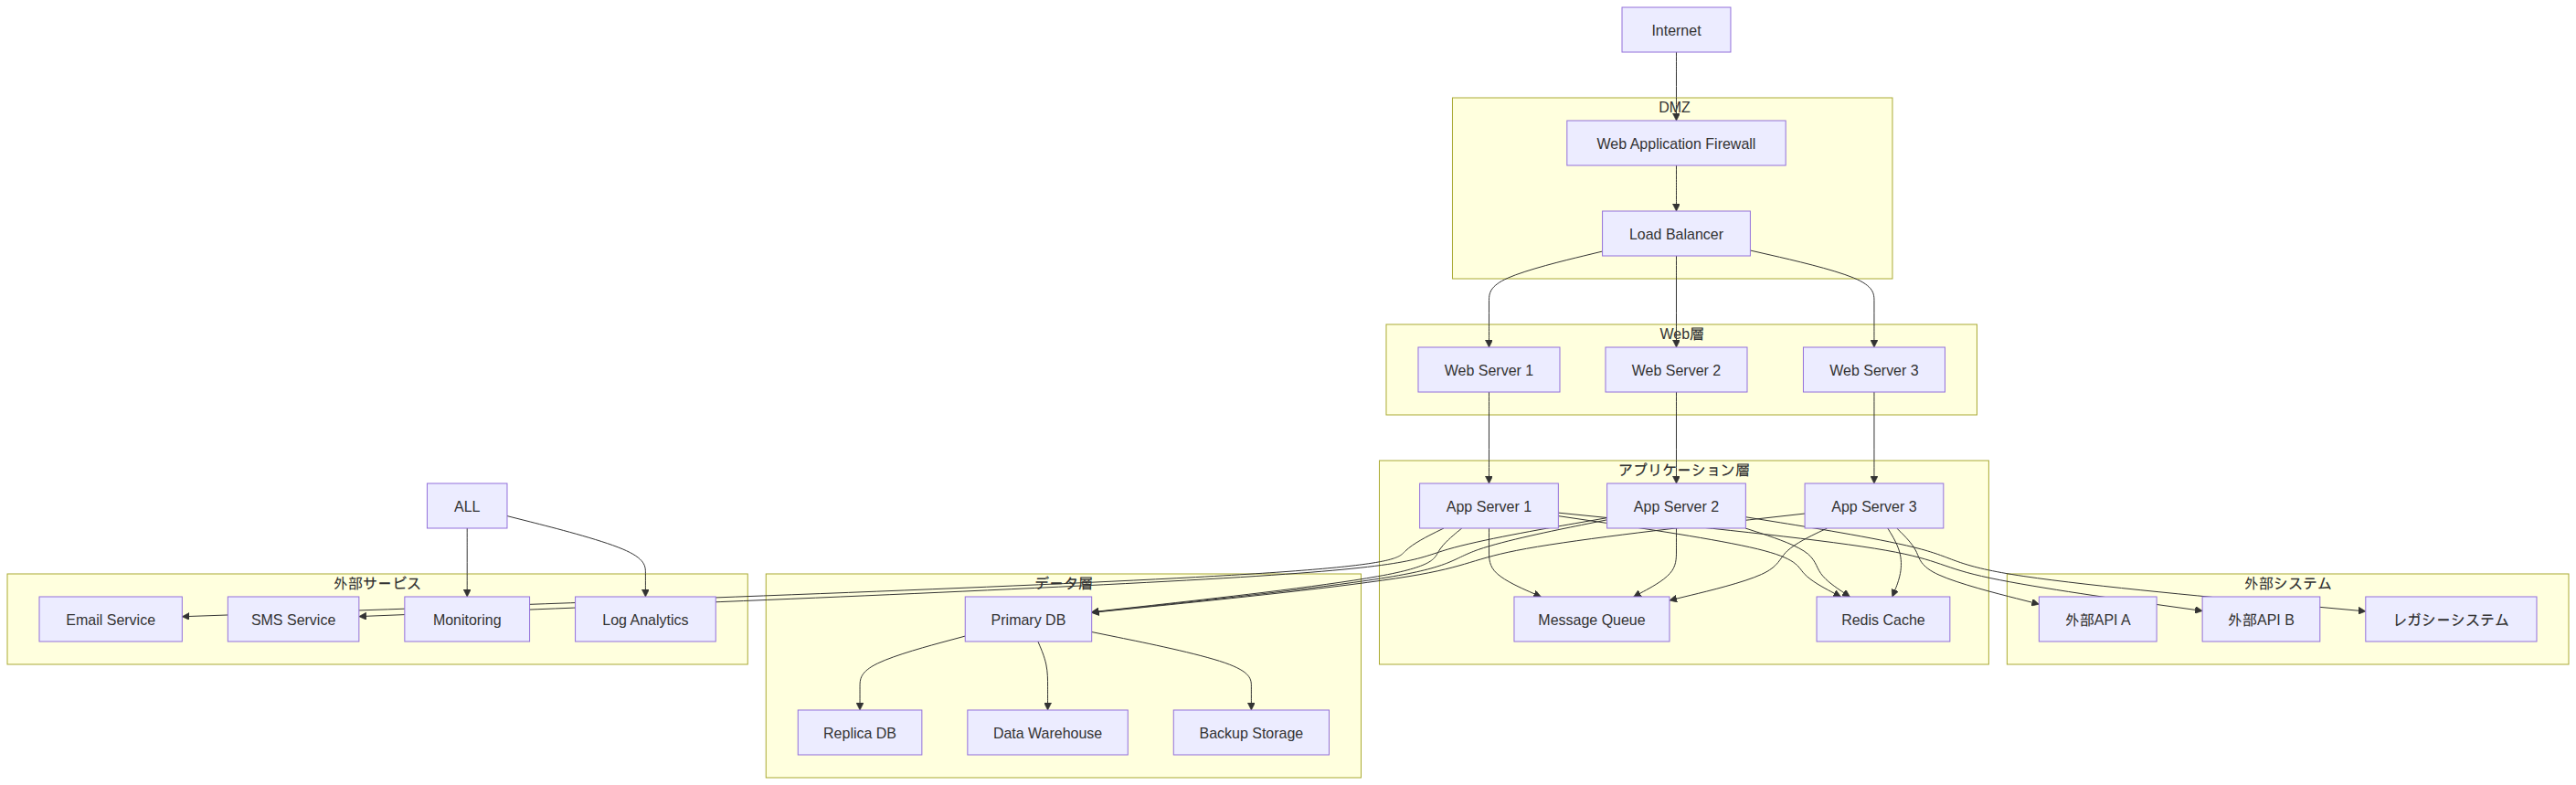 Internet
DMZ
Web Application Firewall
Load Balancer
Web層
Web Server 1
Web Server 2
Web Server 3
アプリケーション層
ALL
App Server 1
App Server 2
App Server 3
外部サービス
データ層
外部システム
Email Service
SMS Service
Monitoring
Log Analytics
Primary DB
Message Queue
Redis Cache
外部API A
外部API B
レガシーシステム
Replica DB
Data Warehouse
Backup Storage